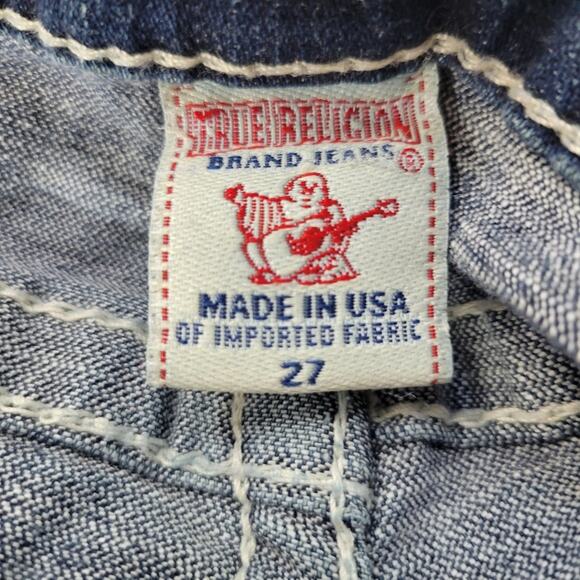 TRUE RELIGION
BRAND JEANS®
MADE IN USA
OF IMPORTED FABRIC
27